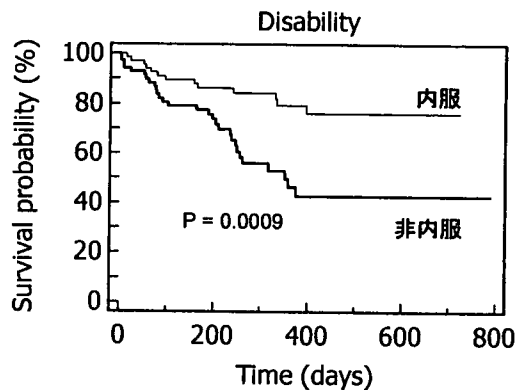 Disability
Survival probability (%)
100
80
60
40
20
0
内服
非内服
P = 0.0009
0 200 400 600 800
Time (days)